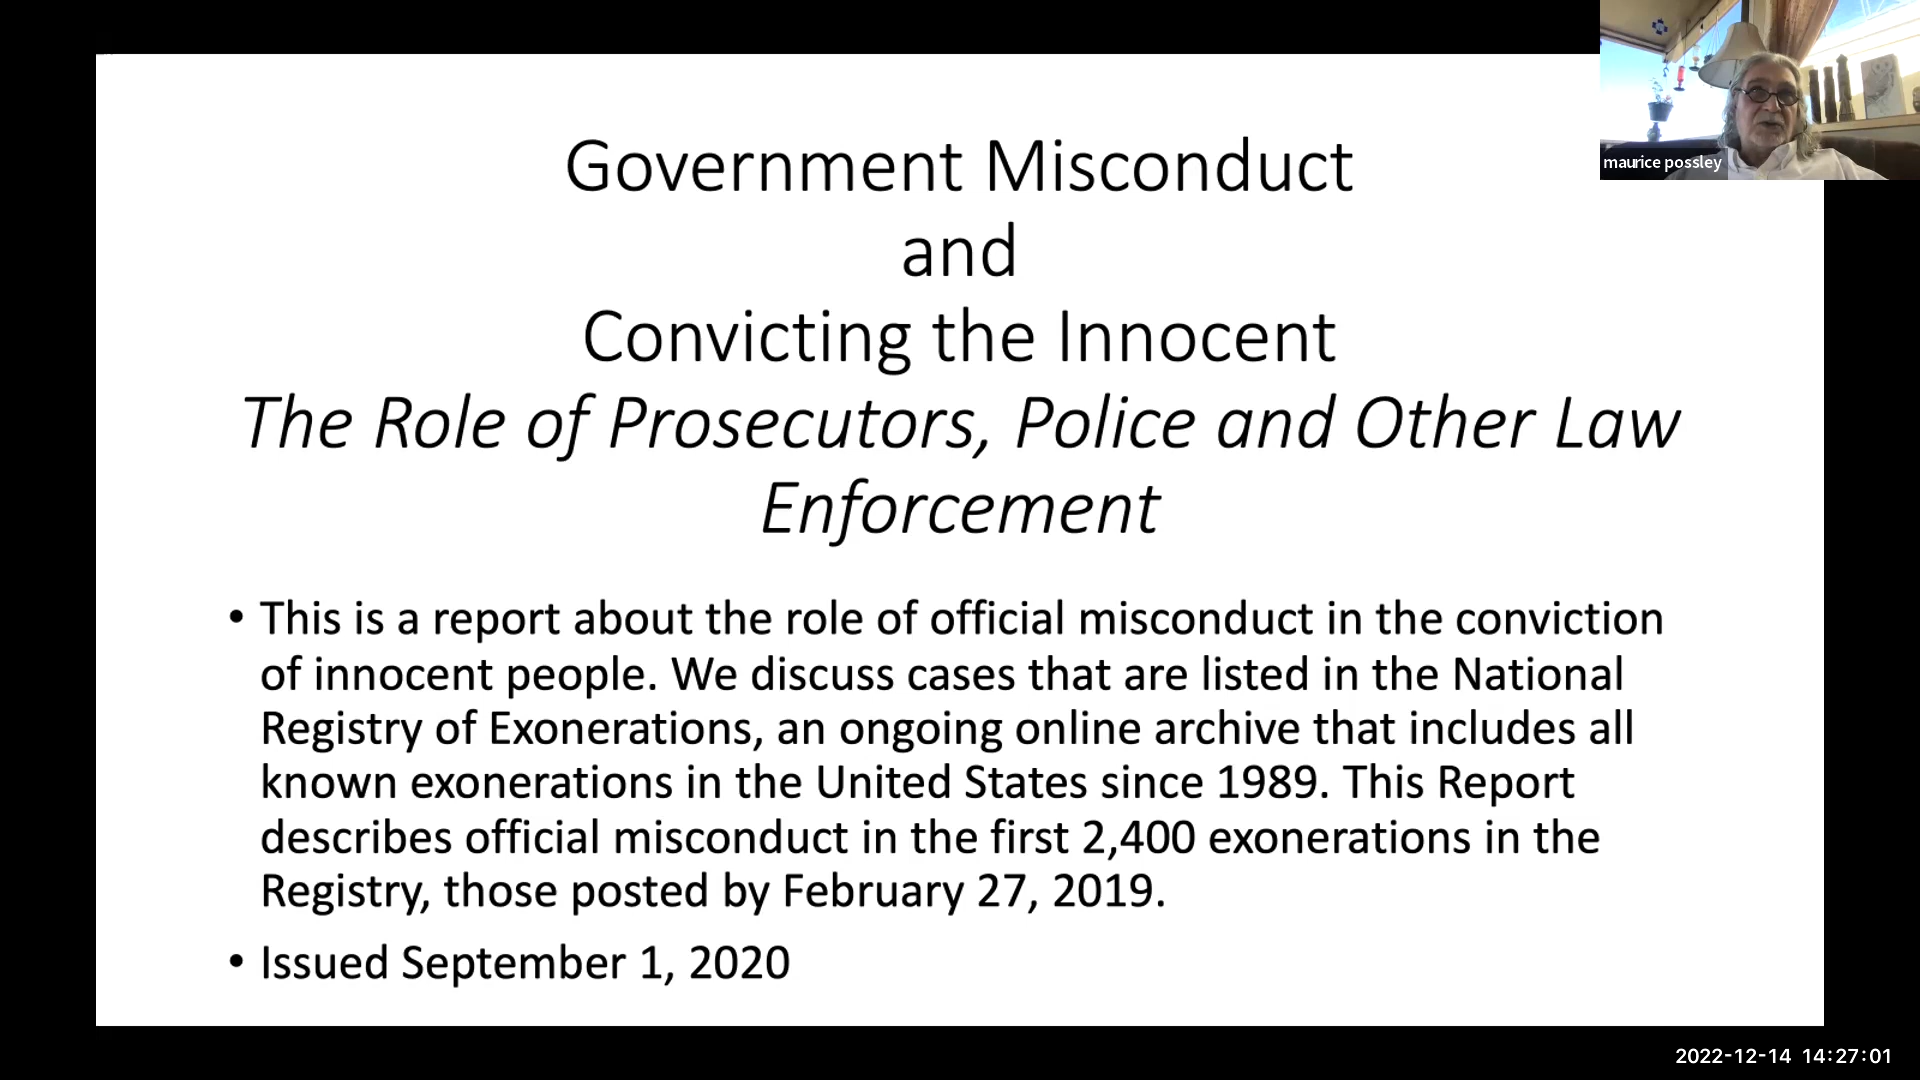 Government Misconduct
and
Convicting the Innocent
The Role of Prosecutors, Police and Other Law
Enforcement
• This is a report about the role of official misconduct in the conviction
of innocent people. We discuss cases that are listed in the National
Registry of Exonerations, an ongoing online archive that includes all
known exonerations in the United States since 1989. This Report
describes official misconduct in the first 2,400 exonerations in the
Registry, those posted by February 27, 2019.
• Issued September 1, 2020
maurice possley
2022-12-14 14:27:01